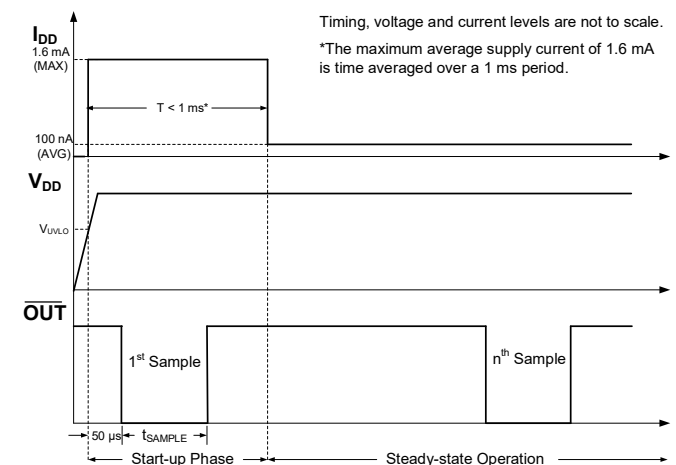 Timing, voltage and current levels are not to scale.
*The maximum average supply current of 1.6 mA
is time averaged over a 1 ms period.
IDD
1.6 mA
(MAX)
T < 1 ms*
100 nA
(AVG)
VDD
VUVLO
OUT
1st Sample
nth Sample
50 µs
tSAMPLE
Start-up Phase
Steady-state Operation